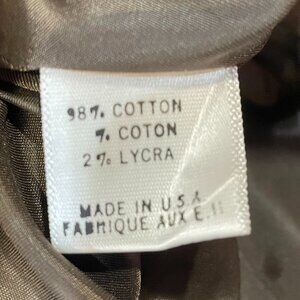 98% COTTON
% COTON
2% LYCRA
MADE IN U.S.A
FABRIQUE AUX E.U